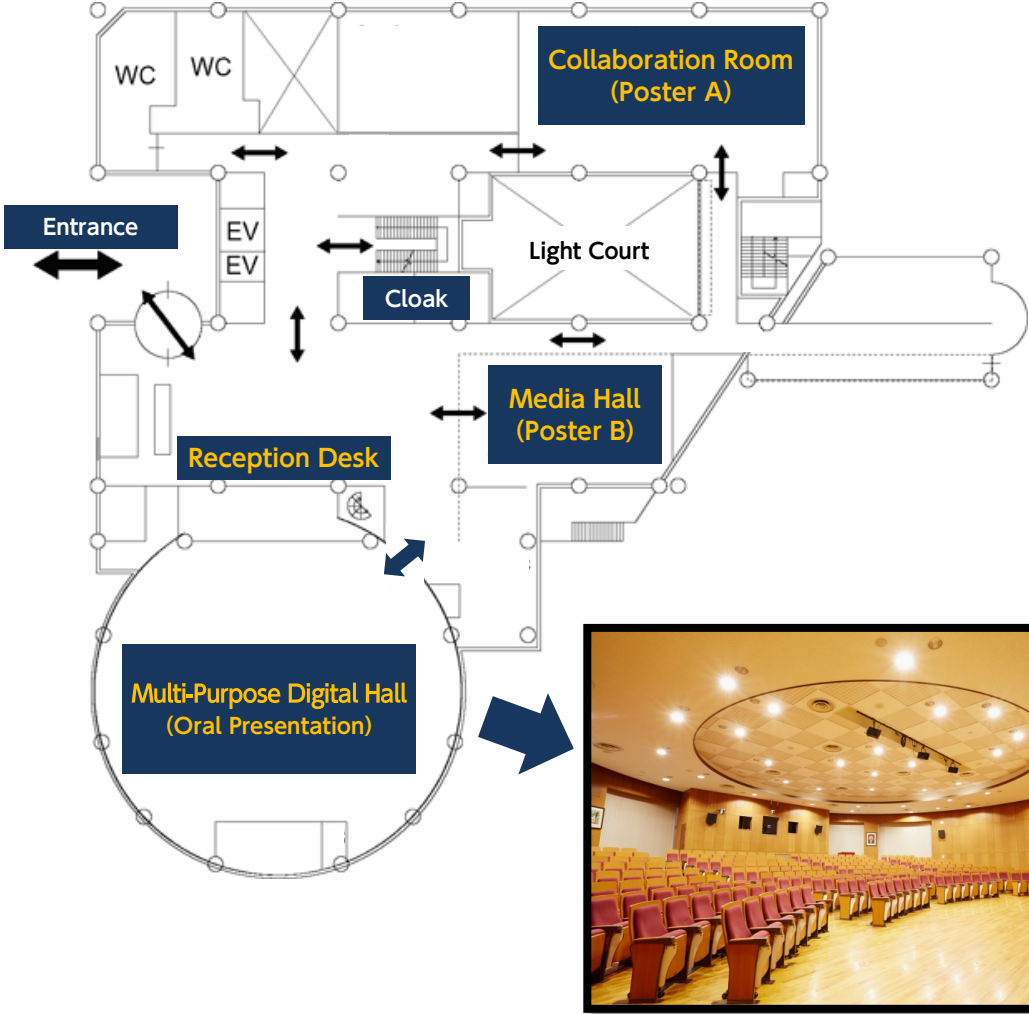 WC
WC
Collaboration Room
(Poster A)
Entrance
EV
EV
Light Court
Cloak
Media Hall
(Poster B)
Reception Desk
Multi-Purpose Digital Hall
(Oral Presentation)